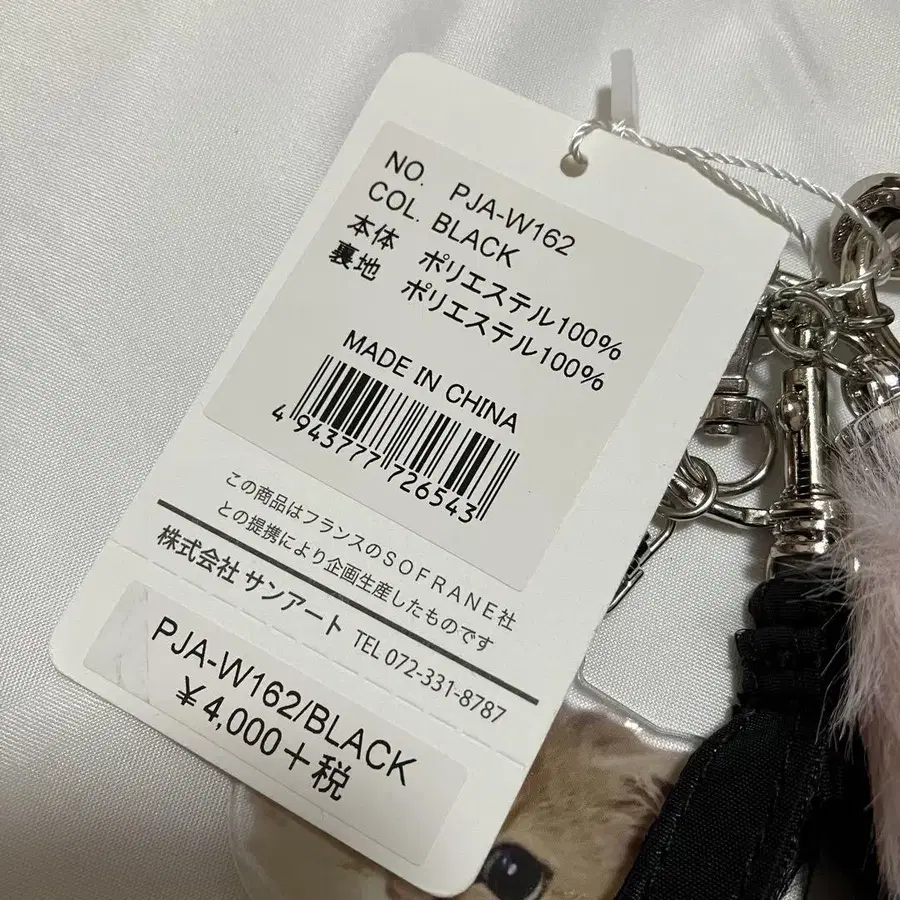 NO. PJA-W162
COL. BLACK
本体 ポリエステル100%
裏地 ポリエステル100%
MADE IN CHINA
4 943777 726543
この商品はフランスのSOFRANE社
との提携により企画生産したものです
株式会社 サンアート TEL 072-331-8787
PJA-W162/BLACK
¥4,000+税